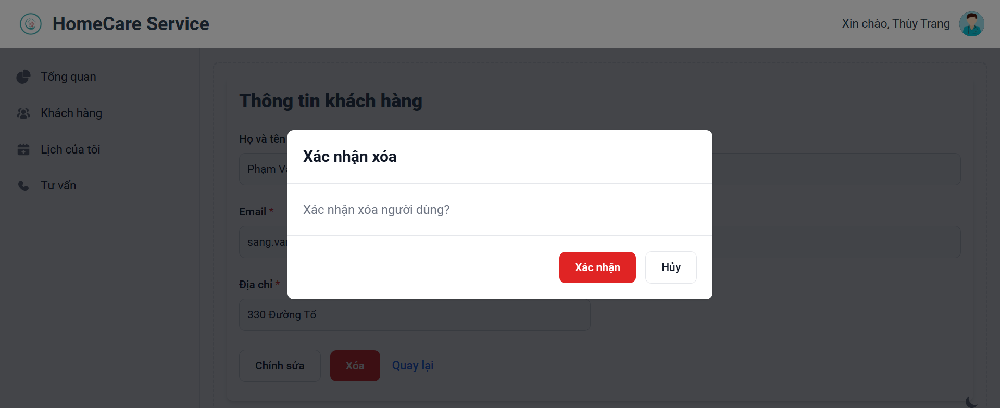 HomeCare Service
Xin chào, Thùy Trang
Tổng quan
Khách hàng
Lịch của tôi
Tư vấn
Thông tin khách hàng
Họ và tên
Phạm
Email *
Địa chỉ *
330 Đường Tố
Chỉnh sửa
Xóa
Quay lại
Xác nhận xóa
Xác nhận xóa người dùng?
Xác nhận
Hủy